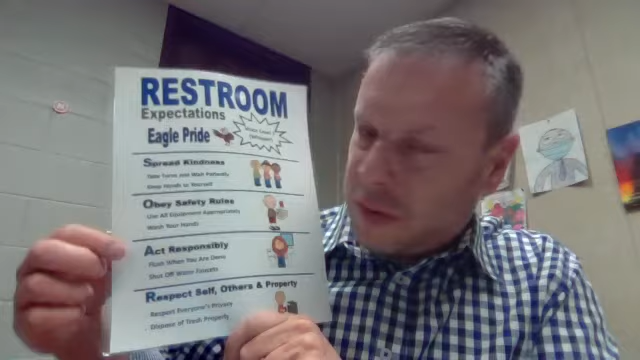 RESTROOM
Expectations
Eagle Pride
Spread Kindness
Take Turns and Wait Patiently
Keep Hands to Yourself
Obey Safety Rules
Use All Equipment Appropriately
Wash Your Hands
Act Responsibly
Flush When You Are Done
Shut Off Water Faucets
Respect Self, Others & Property
Respect Everyone's Privacy
Dispose of Trash Properly